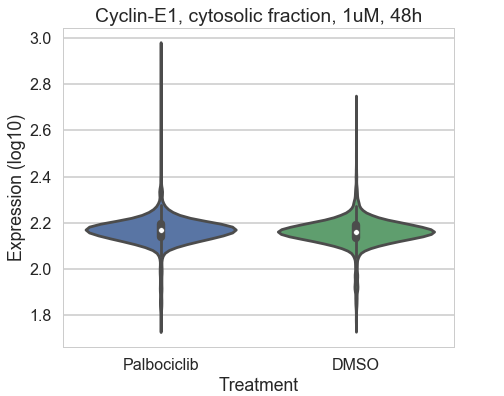 Cyclin-E1, cytosolic fraction, 1uM, 48h
3.0
2.8
2.6
2.4
2.2
2.0
1.8
Expression (log10)
Palbociclib DMSO
Treatment